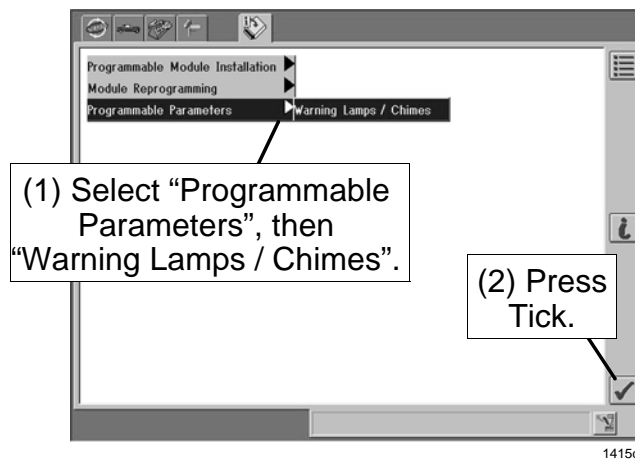 Programmable Module Installation
Module Reprogramming
Programmable Parameters
Warning Lamps / Chimes
(1) Select “Programmable
Parameters”, then
“Warning Lamps / Chimes”.
(2) Press
Tick.